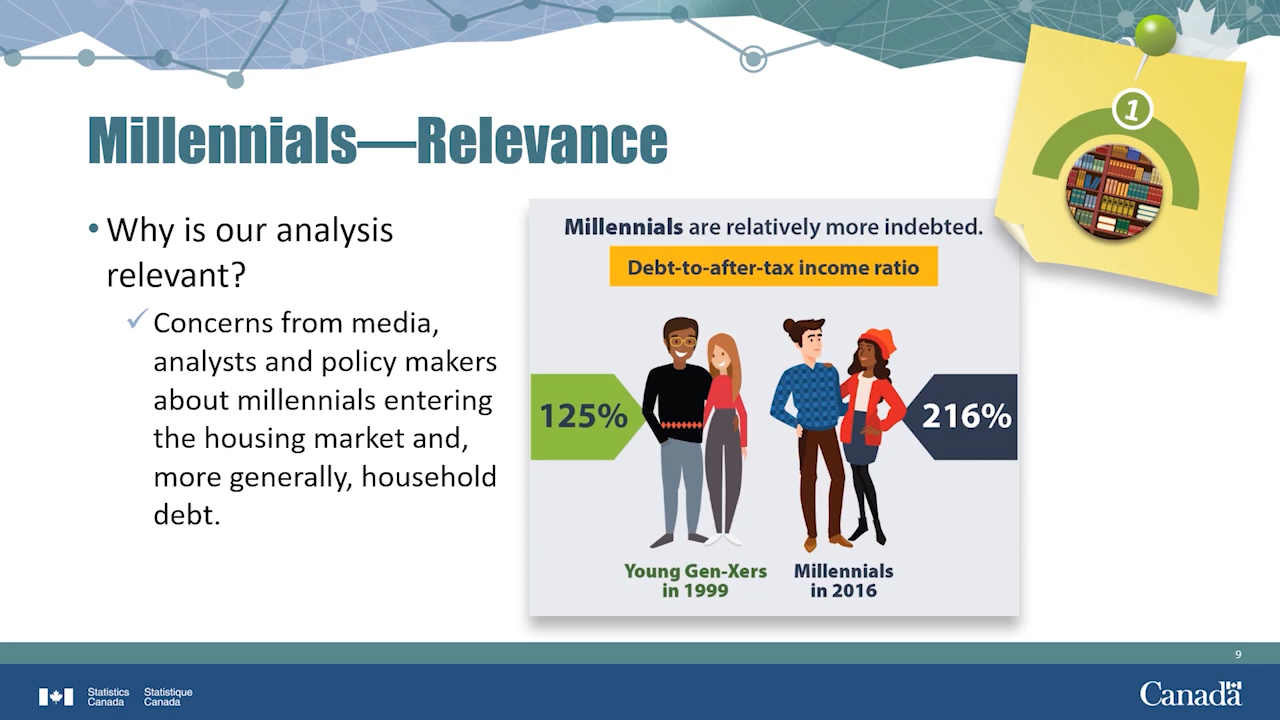 1
Millennials—Relevance
• Why is our analysis
relevant?
✓ Concerns from media,
analysts and policy makers
about millennials entering
the housing market and,
more generally, household
debt.
Millennials are relatively more indebted.
Debt-to-after-tax income ratio
125%
216%
Young Gen-Xers
in 1999
Millennials
in 2016
9
Statistics
Canada
Statistique
Canada
Canada